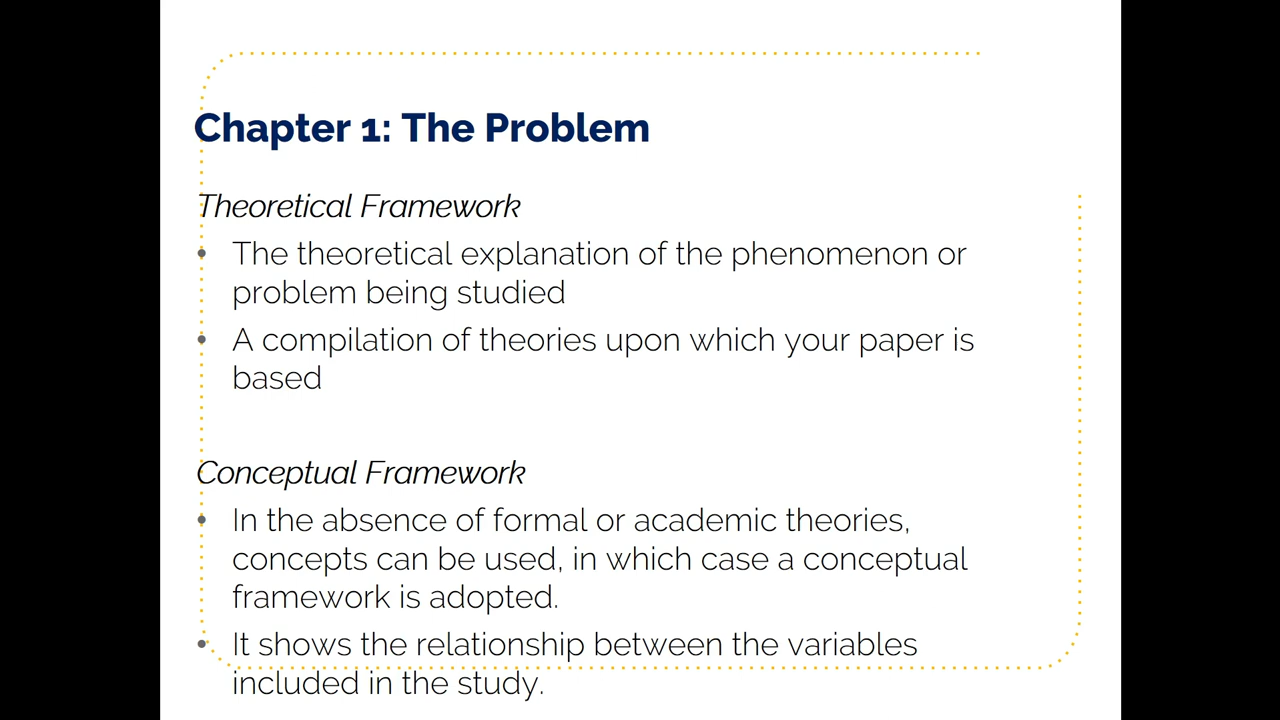 Chapter 1: The Problem
Theoretical Framework
• The theoretical explanation of the phenomenon or
problem being studied
• A compilation of theories upon which your paper is
based
Conceptual Framework
• In the absence of formal or academic theories,
concepts can be used, in which case a conceptual
framework is adopted.
• It shows the relationship between the variables
included in the study.